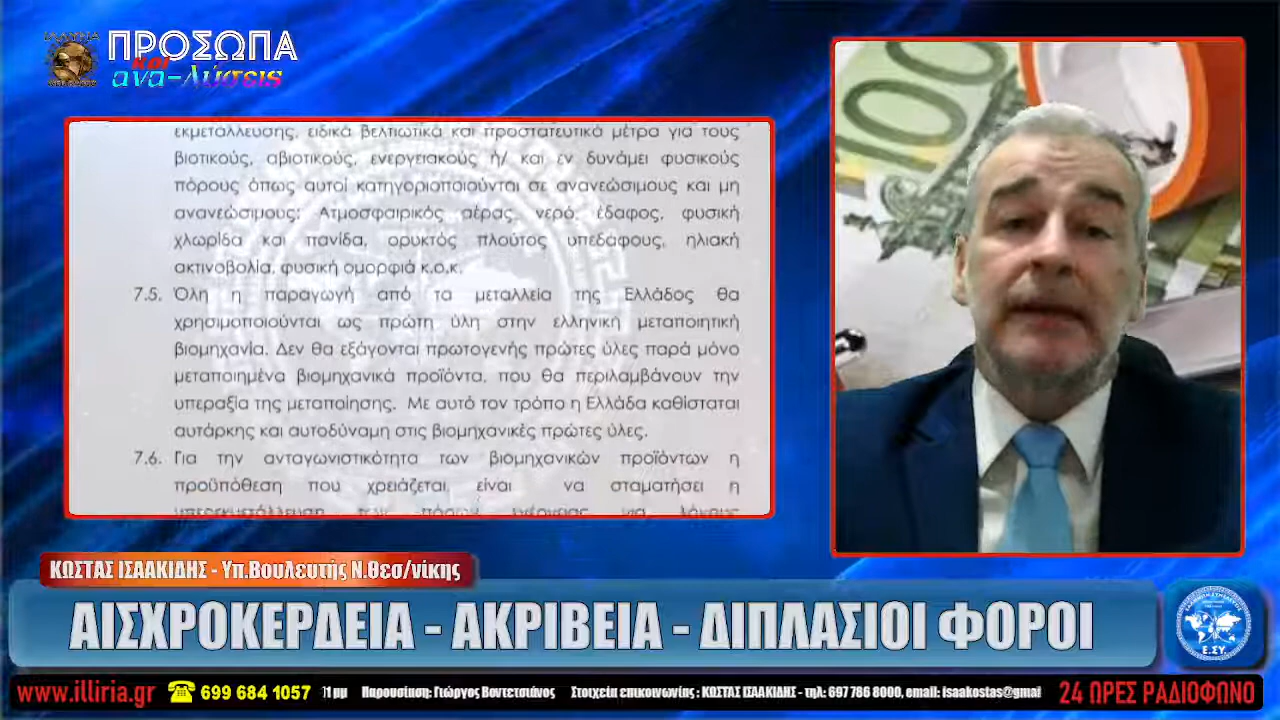 ΠΡΟΣΩΠΑ
και
ανα-λύσεις
100
εκμετάλλευσης, ειδικά βελτιωτικά και προστατευτικά μέτρα για τους
βιοτικούς, αβιοτικούς, ενεργειακούς ή/ και εν δυνάμει φυσικούς
πόρους όπως αυτοί κατηγοριοποιούνται σε ανανεώσιμους και μη
ανανεώσιμους: Ατμοσφαιρικός αέρας, νερό, έδαφος, φυσική
χλωρίδα και πανίδα, ορυκτός πλούτος υπεδάφους, ηλιακή
ακτινοβολία, φυσική ομορφιά κ.ο.κ.
7.5. Όλη η παραγωγή από τα μεταλλεία της Ελλάδος θα
χρησιμοποιούνται ως πρώτη ύλη στην ελληνική μεταποιητική
βιομηχανία. Δεν θα εξάγονται πρωτογενής πρώτες ύλες παρά μόνο
μεταποιημένα βιομηχανικά προϊόντα, που θα περιλαμβάνουν την
υπεραξία της μεταποίησης. Με αυτό τον τρόπο η Ελλάδα καθίσταται
αυτάρκης και αυτοδύναμη στις βιομηχανικές πρώτες ύλες.
7.6. Για την ανταγωνιστικότητα των βιομηχανικών προϊόντων η
προϋπόθεση που χρειάζεται είναι να σταματήσει η
ΚΩΣΤΑΣ ΙΣΑΑΚΙΔΗΣ - Υπ.Βουλευτής Ν.Θεσ/νίκης
ΑΙΣΧΡΟΚΕΡΔΕΙΑ - ΑΚΡΙΒΕΙΑ - ΔΙΠΛΑΣΙΟΙ ΦΟΡΟΙ
Ε.ΣΥ.
www.illiria.gr ☎ 699 684 1057 11 μμ Παρουσίαση: Γιώργος Βοντετσιάνος Στοιχεία επικοινωνίας : ΚΩΣΤΑΣ ΙΣΑΑΚΙΔΗΣ - τηλ: 697 786 8000, email: isaakostas@gmai 24 ΩΡΕΣ ΡΑΔΙΟΦΩΝΟ